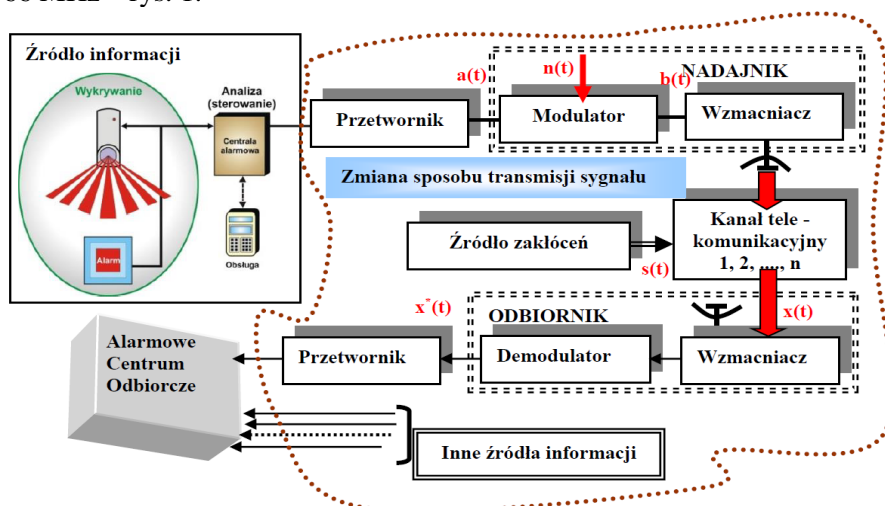 Źródło informacji
Wykrywanie
Analiza
(sterowanie)
Centrala
alarmowa
Alarm
Obsługa
a(t)
n(t)
b(t)
NADAJNIK
Przetwornik
Modulator
Wzmacniacz
Zmiana sposobu transmisji sygnału
Źródło zakłóceń
s(t)
Kanał tele -
komunikacyjny
1, 2, ...., n
x*(t)
ODBIORNIK
x(t)
Przetwornik
Demodulator
Wzmacniacz
Alarmowe
Centrum
Odbiorcze
Inne źródła informacji